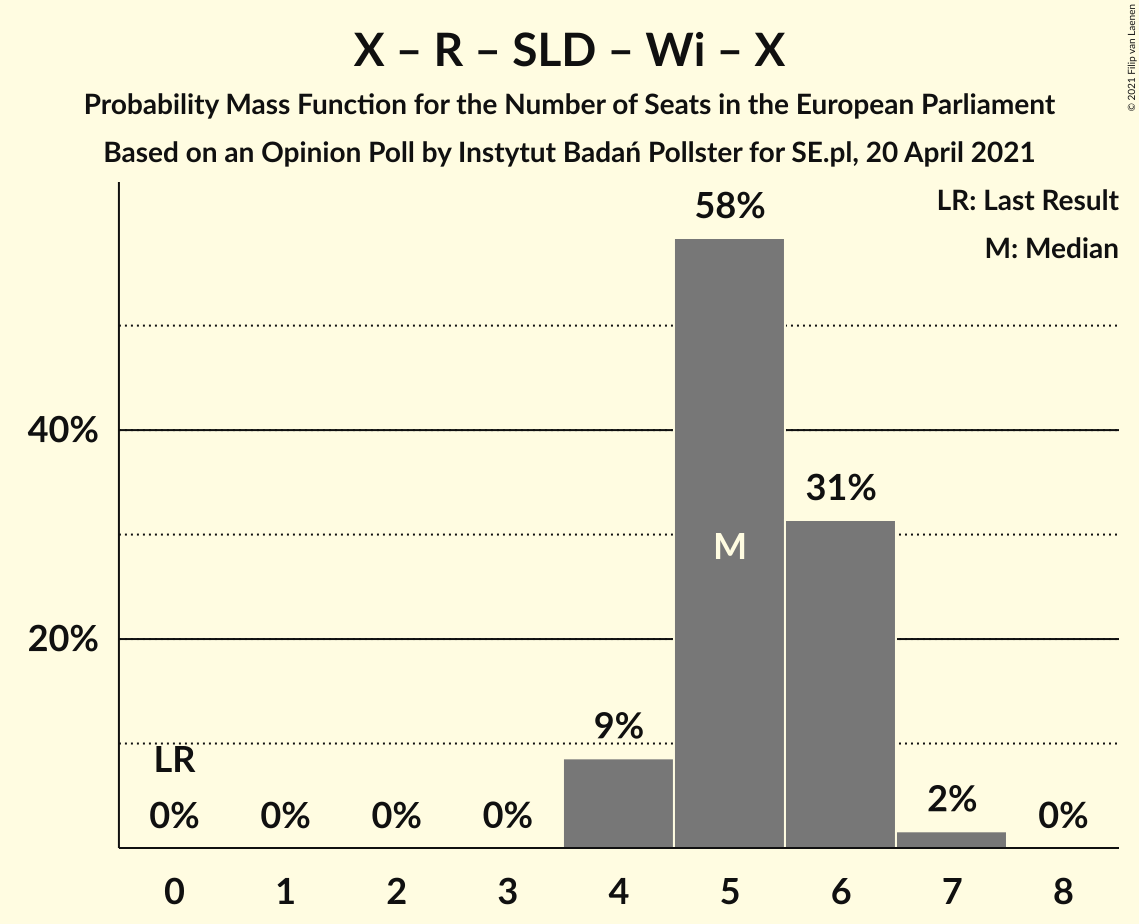 X – R – SLD – Wi – X
Probability Mass Function for the Number of Seats in the European Parliament
Based on an Opinion Poll by Instytut Badań Pollster for SE.pl, 20 April 2021
© 2021 Filip van Laenen
LR: Last Result
M: Median
58%
40%
31%
M
20%
9%
LR
0% 0% 0% 0% 2% 0%
0 1 2 3 4 5 6 7 8